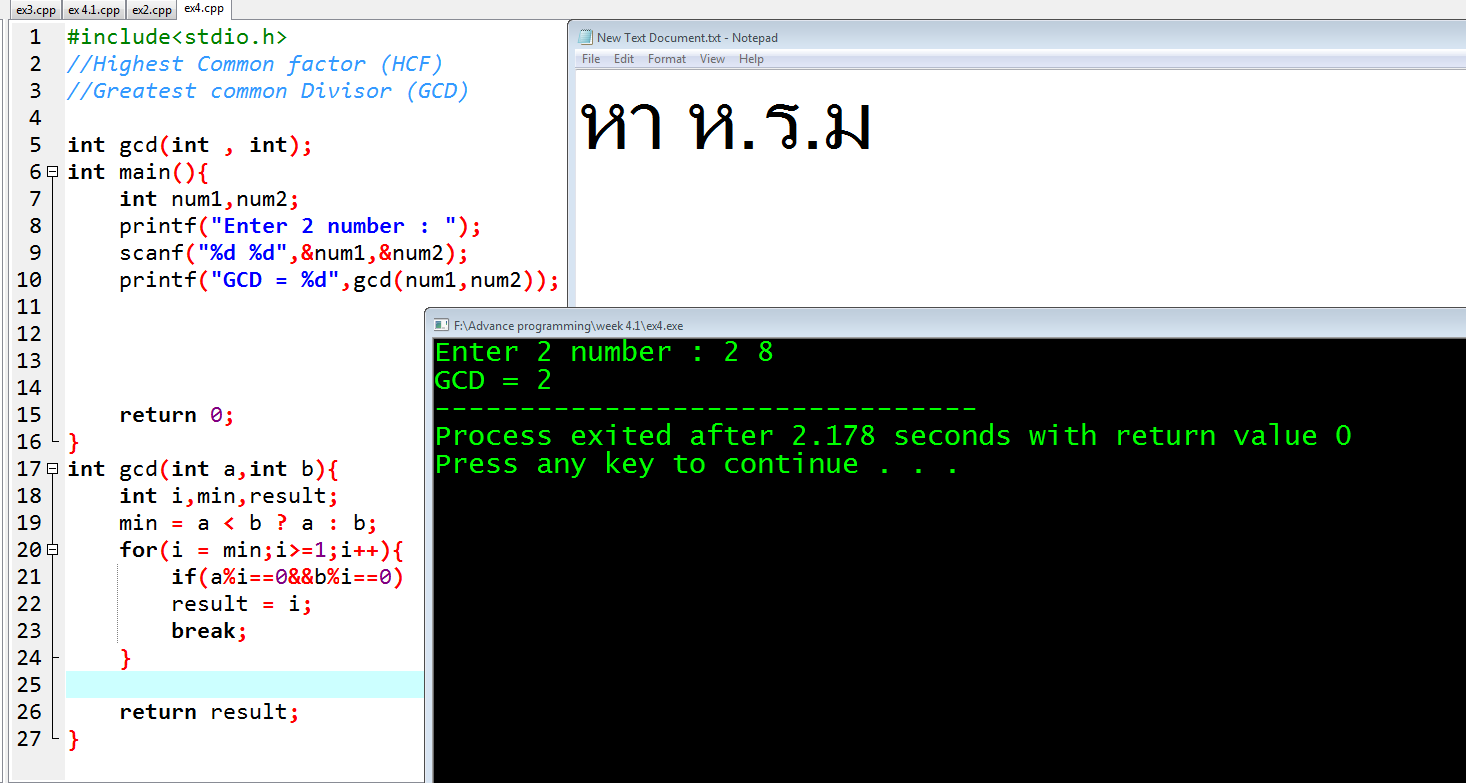 ex3.cpp ex 4.1.cpp ex2.cpp ex4.cpp
1 #include<stdio.h>
2 //Highest Common factor (HCF)
3 //Greatest common Divisor (GCD)
4
5 int gcd(int , int);
6 int main(){
7 int num1,num2;
8 printf("Enter 2 number : ");
9 scanf("%d %d",&num1,&num2);
10 printf("GCD = %d",gcd(num1,num2));
11
12
13
14
15 return 0;
16 }
17 int gcd(int a,int b){
18 int i,min,result;
19 min = a < b ? a : b;
20 for(i = min;i>=1;i++){
21 if(a%i==0&&b%i==0)
22 result = i;
23 break;
24 }
25
26 return result;
27 }
New Text Document.txt - Notepad
File Edit Format View Help
หา ห.ร.ม
F:\Advance programming\week 4.1\ex4.exe
Enter 2 number : 2 8
GCD = 2
--------------------------------
Process exited after 2.178 seconds with return value 0
Press any key to continue . . .